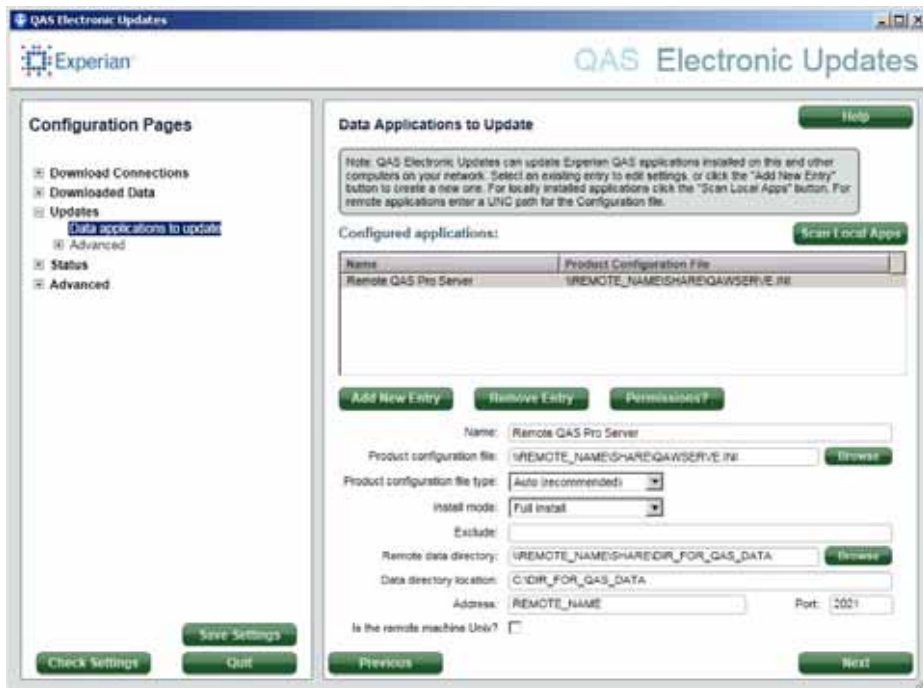 QAS Electronic Updates
Experian
QAS Electronic Updates
Configuration Pages
Download Connections
Downloaded Data
Updates
Data applications to update
Advanced
Status
Advanced
Save Settings
Check Settings
Quit
Data Applications to Update
Help
Note: QAS Electronic Updates can update Experian QAS applications installed on this and other
computers on your network. Select an existing entry to edit settings, or click the "Add New Entry"
button to create a new one. For locally installed applications click the "Scan Local Apps" button. For
remote applications enter a UNC path for the Configuration file.
Configured applications:
Scan Local Apps
Name Product Configuration File
Remote QAS Pro Server \\REMOTE_NAME\SHARE\QAWSERVE.INI
Add New Entry Remove Entry Permissions?
Name: Remote QAS Pro Server
Product configuration file: \\REMOTE_NAME\SHARE\QAWSERVE.INI Browse
Product configuration file type: Auto (recommended)
Install mode: Full install
Exclude:
Remote data directory: \\REMOTE_NAME\SHARE\DIR_FOR_QAS_DATA Browse
Data directory location: C:\DIR_FOR_QAS_DATA
Address: REMOTE_NAME Port: 2021
Is the remote machine Unix?
Previous Next